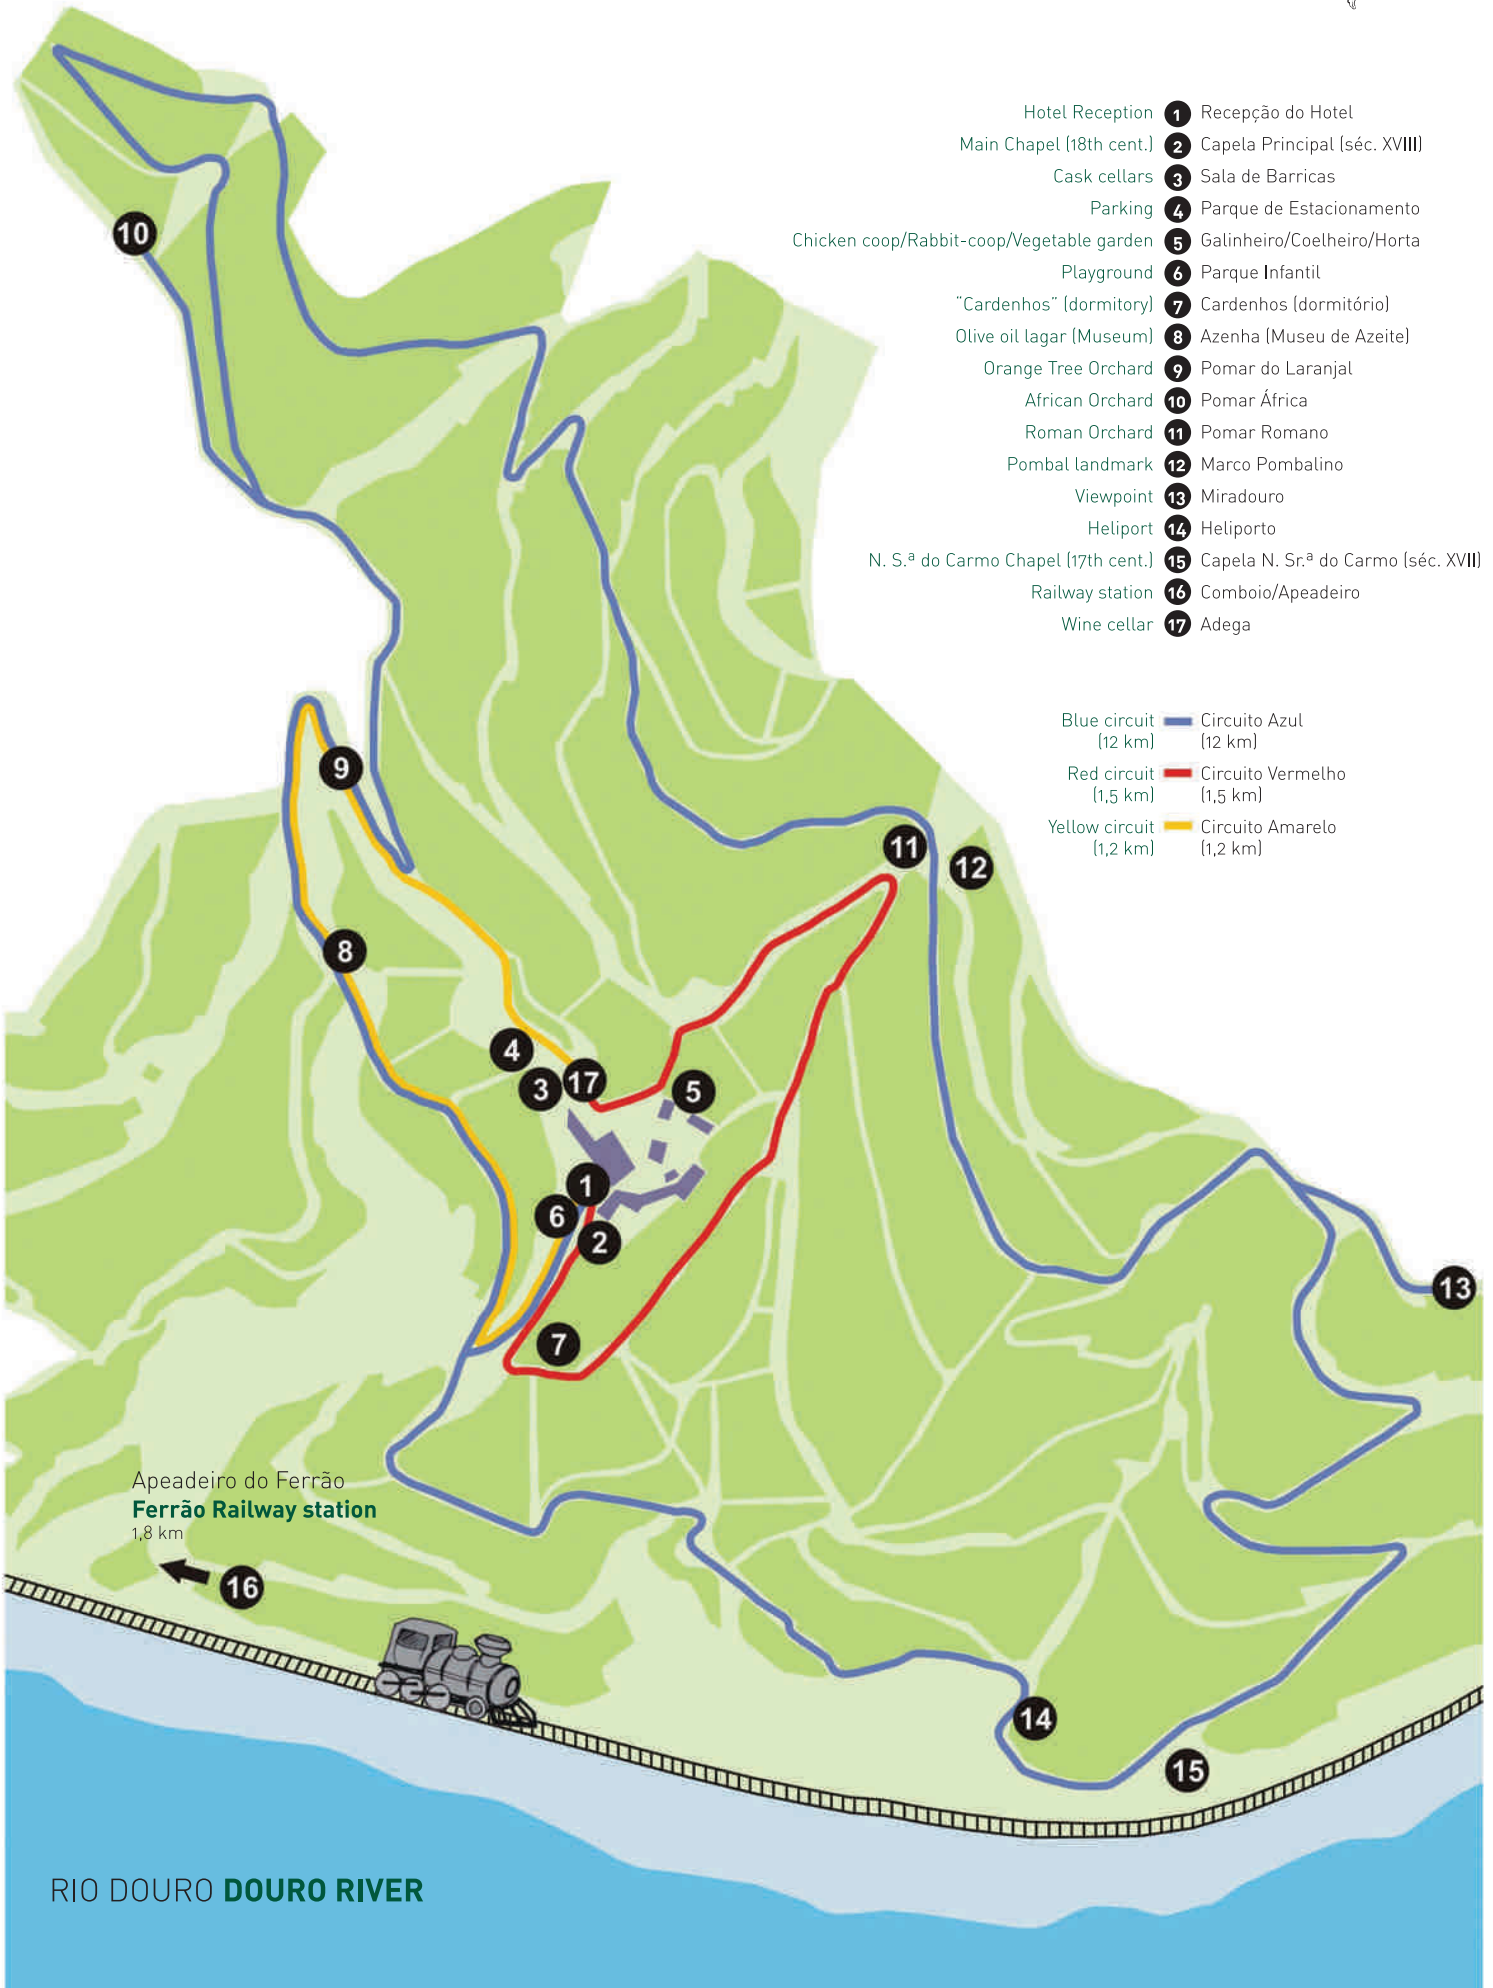 Hotel Reception 1 Recepção do Hotel
Main Chapel (18th cent.) 2 Capela Principal (séc. XVIII)
Cask cellars 3 Sala de Barricas
Parking 4 Parque de Estacionamento
Chicken coop/Rabbit-coop/Vegetable garden 5 Galinheiro/Coelheiro/Horta
Playground 6 Parque Infantil
"Cardenhos" (dormitory) 7 Cardenhos (dormitório)
Olive oil lagar (Museum) 8 Azenha (Museu de Azeite)
Orange Tree Orchard 9 Pomar do Laranjal
African Orchard 10 Pomar África
Roman Orchard 11 Pomar Romano
Pombal landmark 12 Marco Pombalino
Viewpoint 13 Miradouro
Heliport 14 Heliporto
N. S.ª do Carmo Chapel (17th cent.) 15 Capela N. Sr.ª do Carmo (séc. XVII)
Railway station 16 Comboio/Apeadeiro
Wine cellar 17 Adega
Blue circuit Circuito Azul
(12 km) (12 km)
Red circuit Circuito Vermelho
(1,5 km) (1,5 km)
Yellow circuit Circuito Amarelo
(1,2 km) (1,2 km)
10
9
11
12
8
4
3
17
5
1
6
2
13
7
Apeadeiro do Ferrão
Ferrão Railway station
1,8 km
16
14
15
RIO DOURO DOURO RIVER